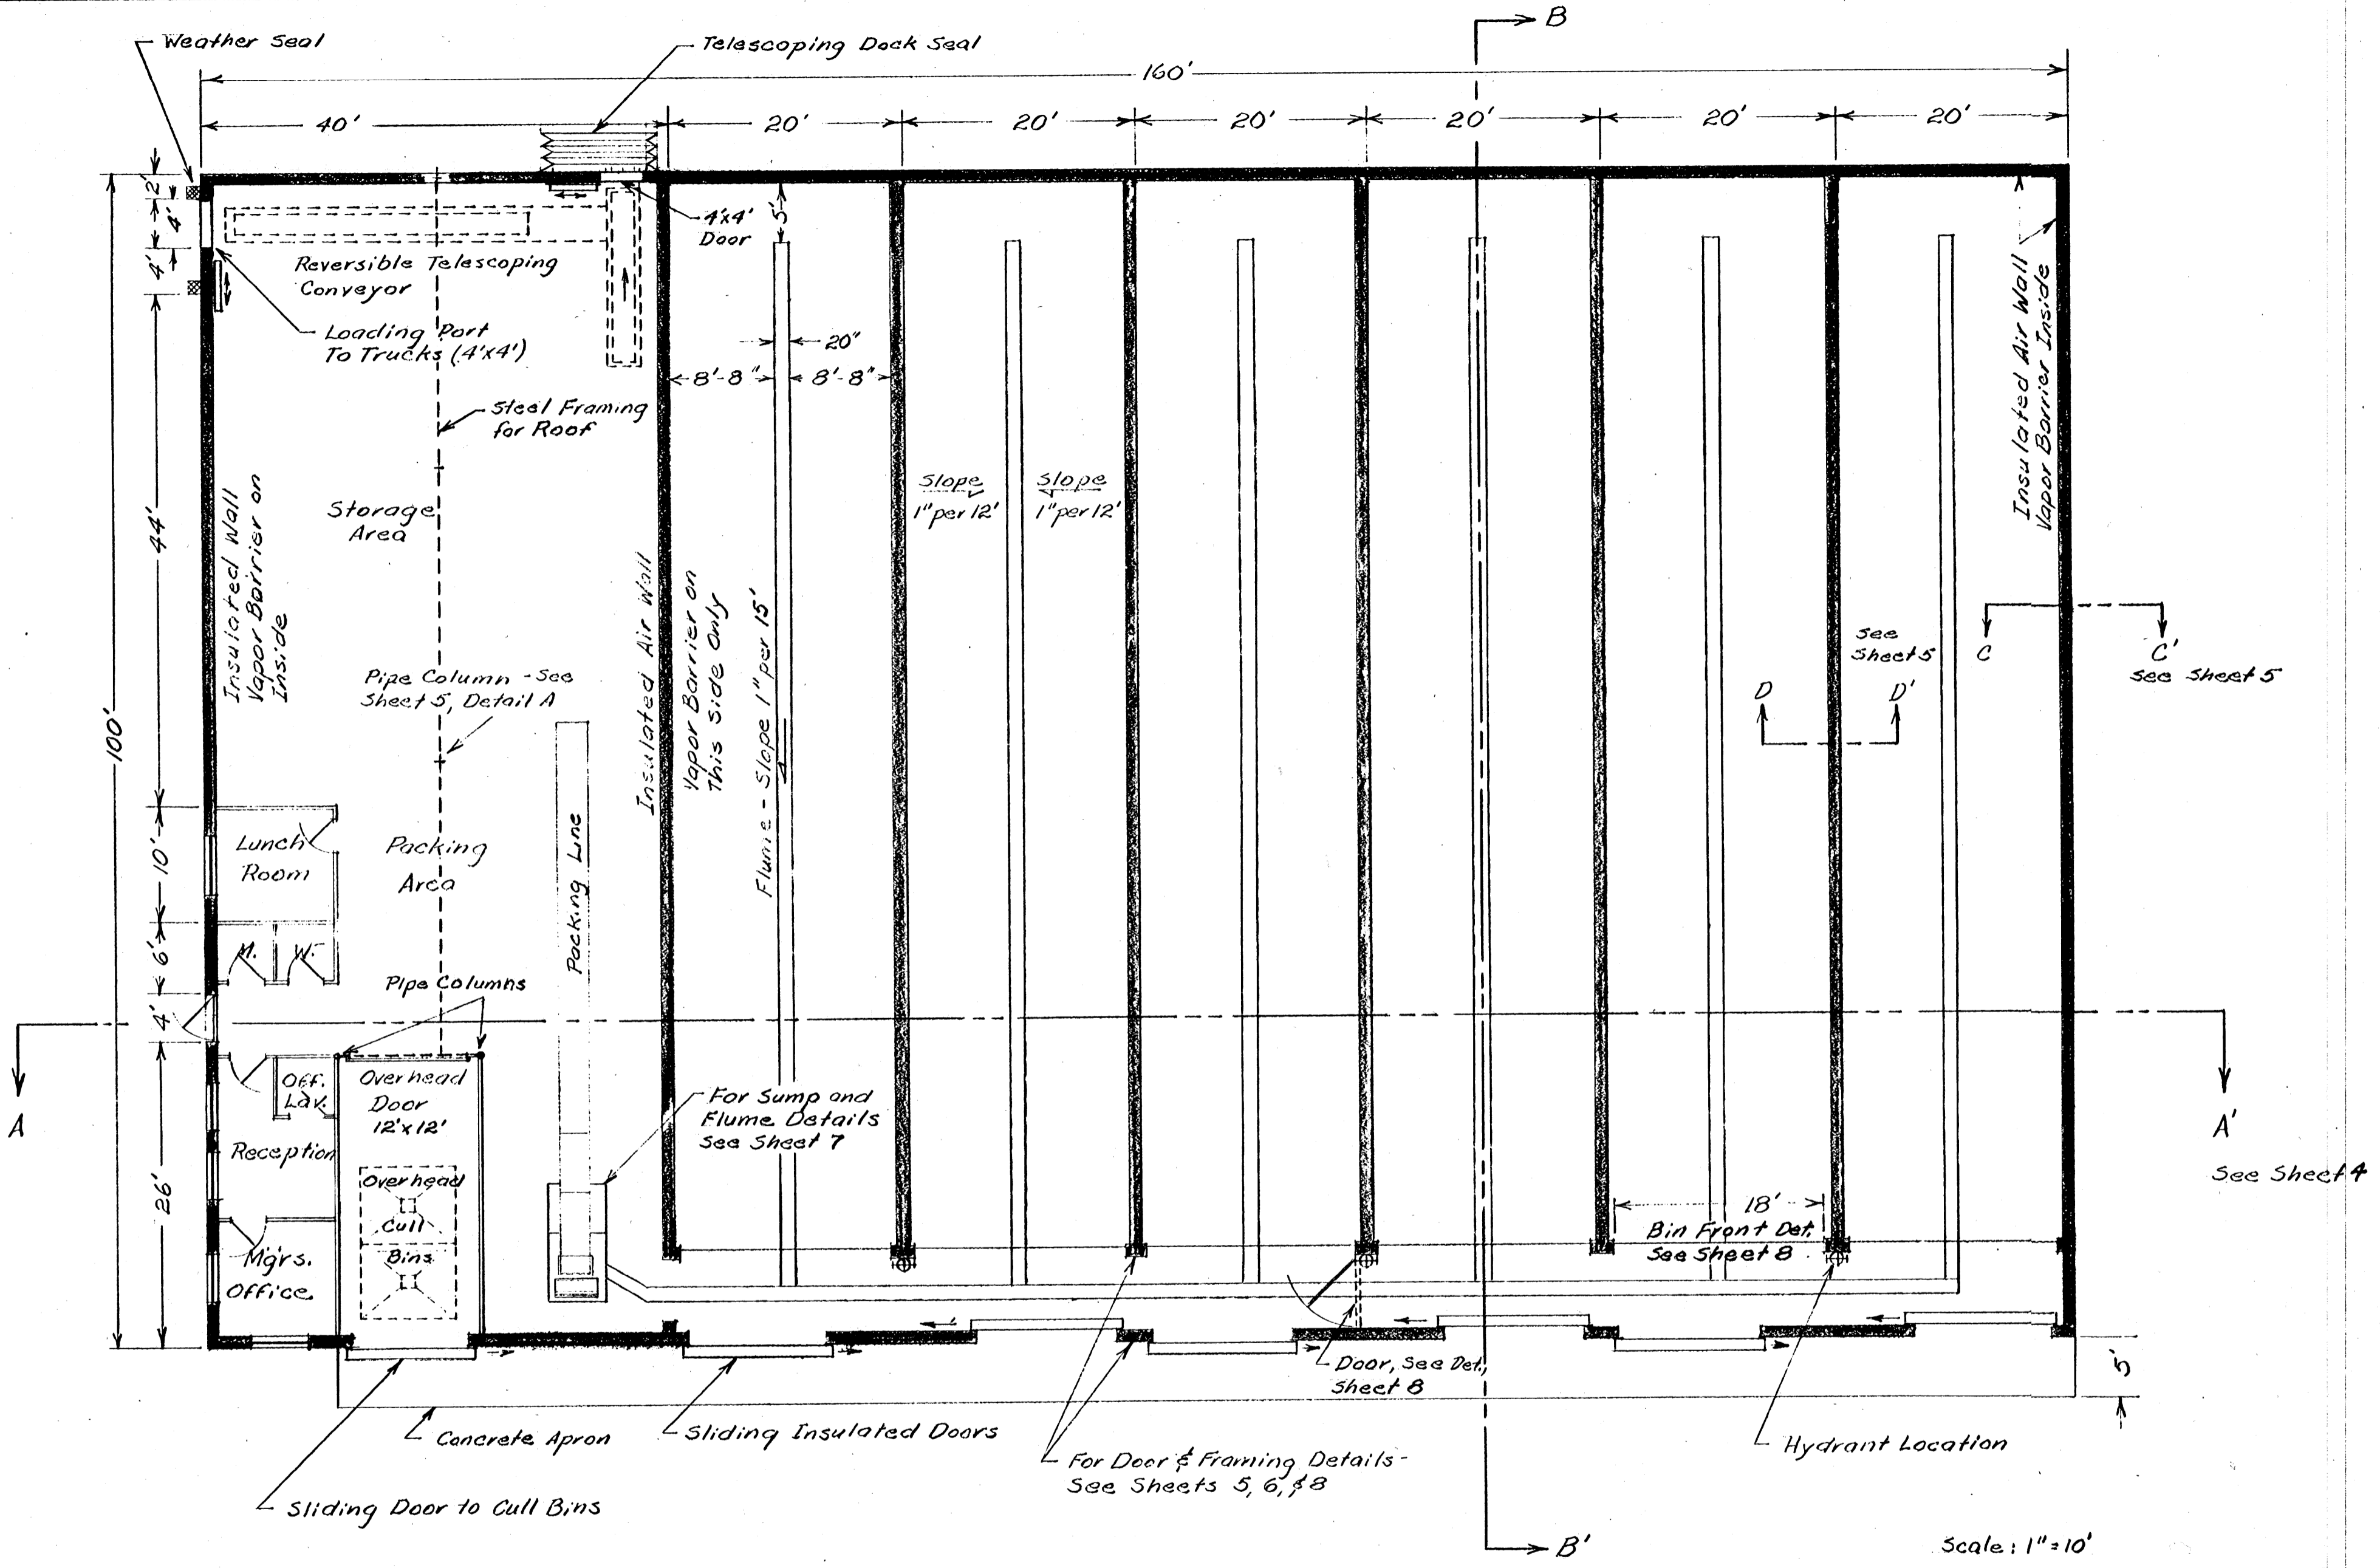 B
Weather Seal
Telescoping Dock Seal
160'
40'
20'
20'
20'
20'
20'
20'
2'
4'
4'
4'x4'
Door
5'
Reversible Telescoping
Conveyor
Loading Port
To Trucks (4'x4')
20"
8'-8"
8'-8"
Steel Framing
for Roof
Insulated Air Wall
Vapor Barrier Inside
Slope
1" per 12'
Slope
1" per 12'
Storage
Area
44'
Insulated Wall
Vapor Barrier on
Inside
Insulated Air Wall
Vapor Barrier on
This Side Only
Flume - Slope 1" per 15'
Pipe Column - See
Sheet 5, Detail A
See
Sheet 5
C
C'
See Sheet 5
D
D'
100'
Lunch
Room
10'
Packing
Area
Packing Line
6'
M.
W.
Pipe Columns
4'
A
Off.
Lav.
Overhead
Door
12'x12'
For Sump and
Flume Details
See Sheet 7
A'
See Sheet 4
Reception
26'
Overhead
Cull
Bins
18'
Bin Front Det.
See Sheet 8
Mgrs.
Office
Door, See Det.,
Sheet 8
5'
Concrete Apron
Sliding Insulated Doors
For Door & Framing Details-
See Sheets 5, 6, & 8
Hydrant Location
Sliding Door to Cull Bins
B'
Scale: 1"=10'